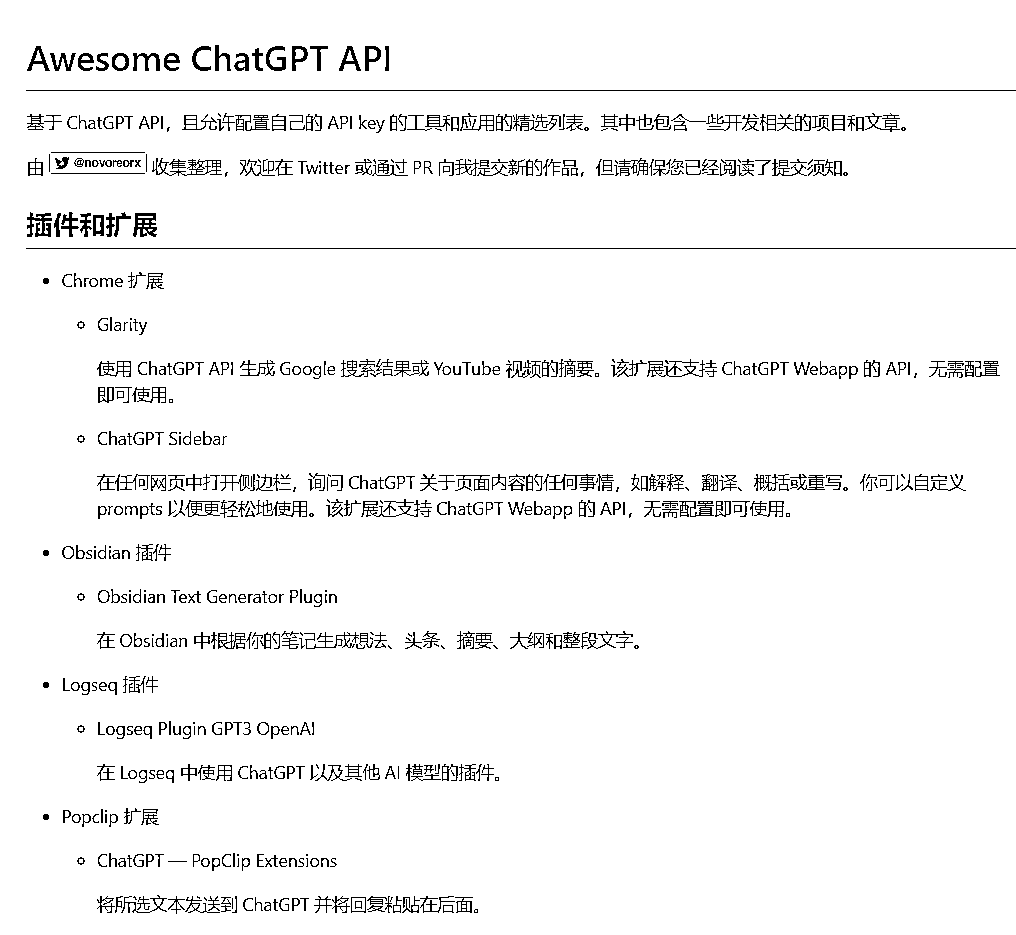 Awesome ChatGPT API
基于 ChatGPT API，且允许配置自己的 API key 的工具和应用的精选列表。其中也包含一些开发相关的项目和文章。
由 @novoreorx 收集整理，欢迎在 Twitter 或通过 PR 向我提交新的作品，但请确保您已经阅读了提交须知。
插件和扩展
• Chrome 扩展
◦ Glarity
使用 ChatGPT API 生成 Google 搜索结果或 YouTube 视频的摘要。该扩展还支持 ChatGPT Webapp 的 API，无需配置
即可使用。
◦ ChatGPT Sidebar
在任何网页中打开侧边栏，询问 ChatGPT 关于页面内容的任何事情，如解释、翻译、概括或重写。你可以自定义
prompts 以便更轻松地使用。该扩展还支持 ChatGPT Webapp 的 API，无需配置即可使用。
• Obsidian 插件
◦ Obsidian Text Generator Plugin
在 Obsidian 中根据你的笔记生成想法、头条、摘要、大纲和整段文字。
• Logseq 插件
◦ Logseq Plugin GPT3 OpenAI
在 Logseq 中使用 ChatGPT 以及其他 AI 模型的插件。
• Popclip 扩展
◦ ChatGPT — PopClip Extensions
将所选文本发送到 ChatGPT 并将回复粘贴在后面。